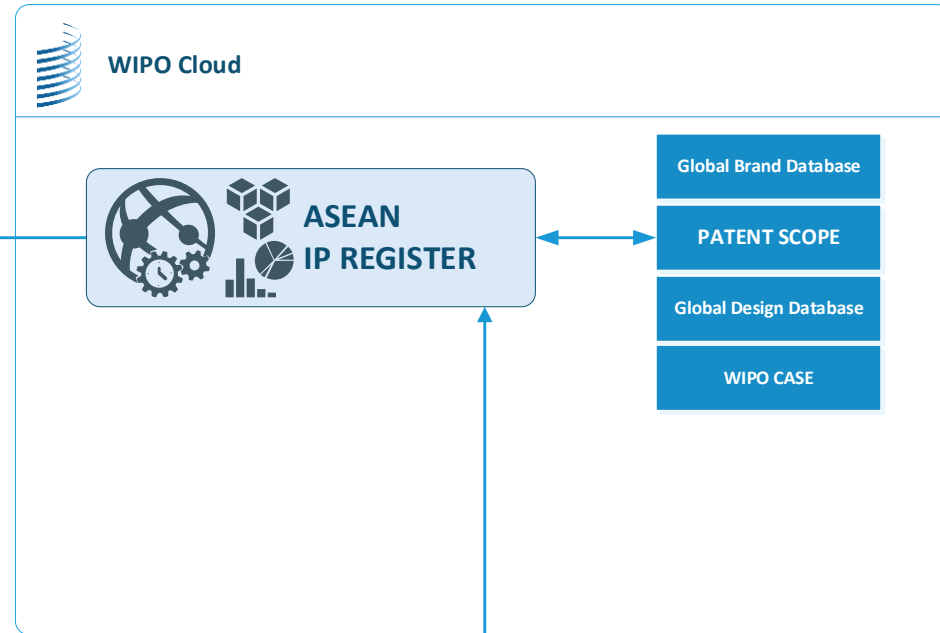 WIPO Cloud
ASEAN
IP REGISTER
Global Brand Database
PATENT SCOPE
Global Design Database
WIPO CASE